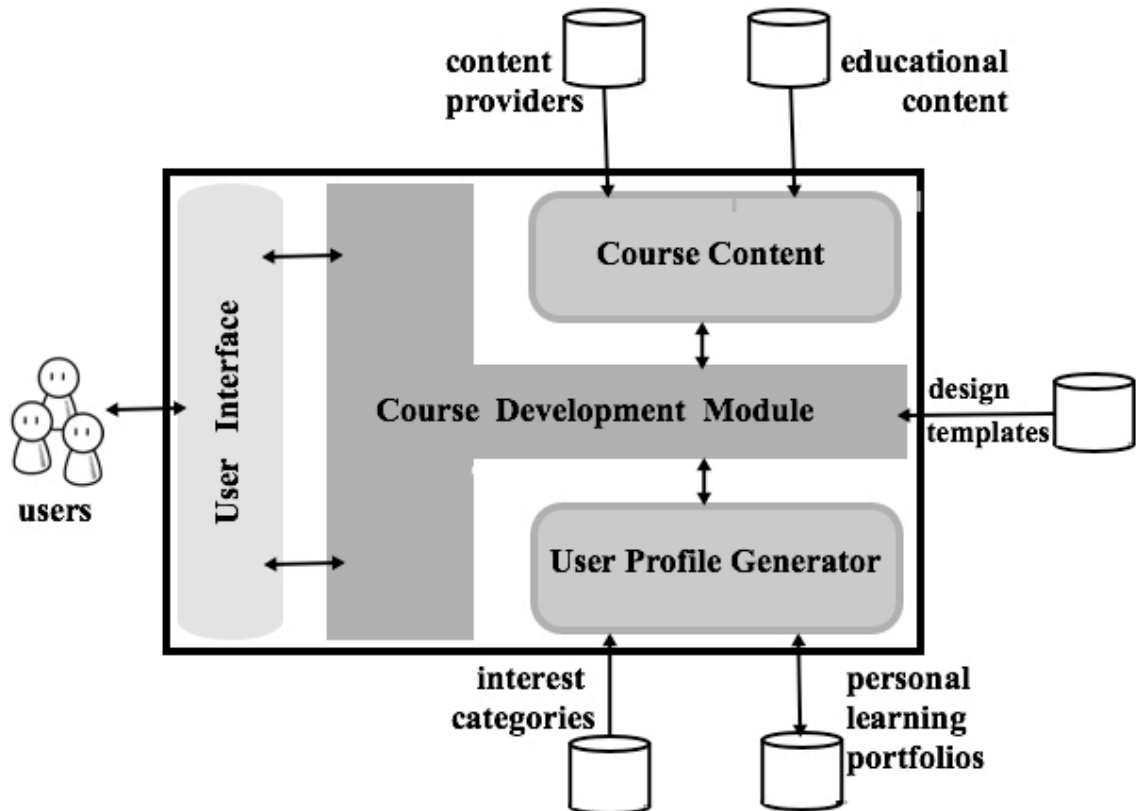 content
providers
educational
content
Course Content
User Interface
Course Development Module
design
templates
users
User Profile Generator
interest
categories
personal
learning
portfolios